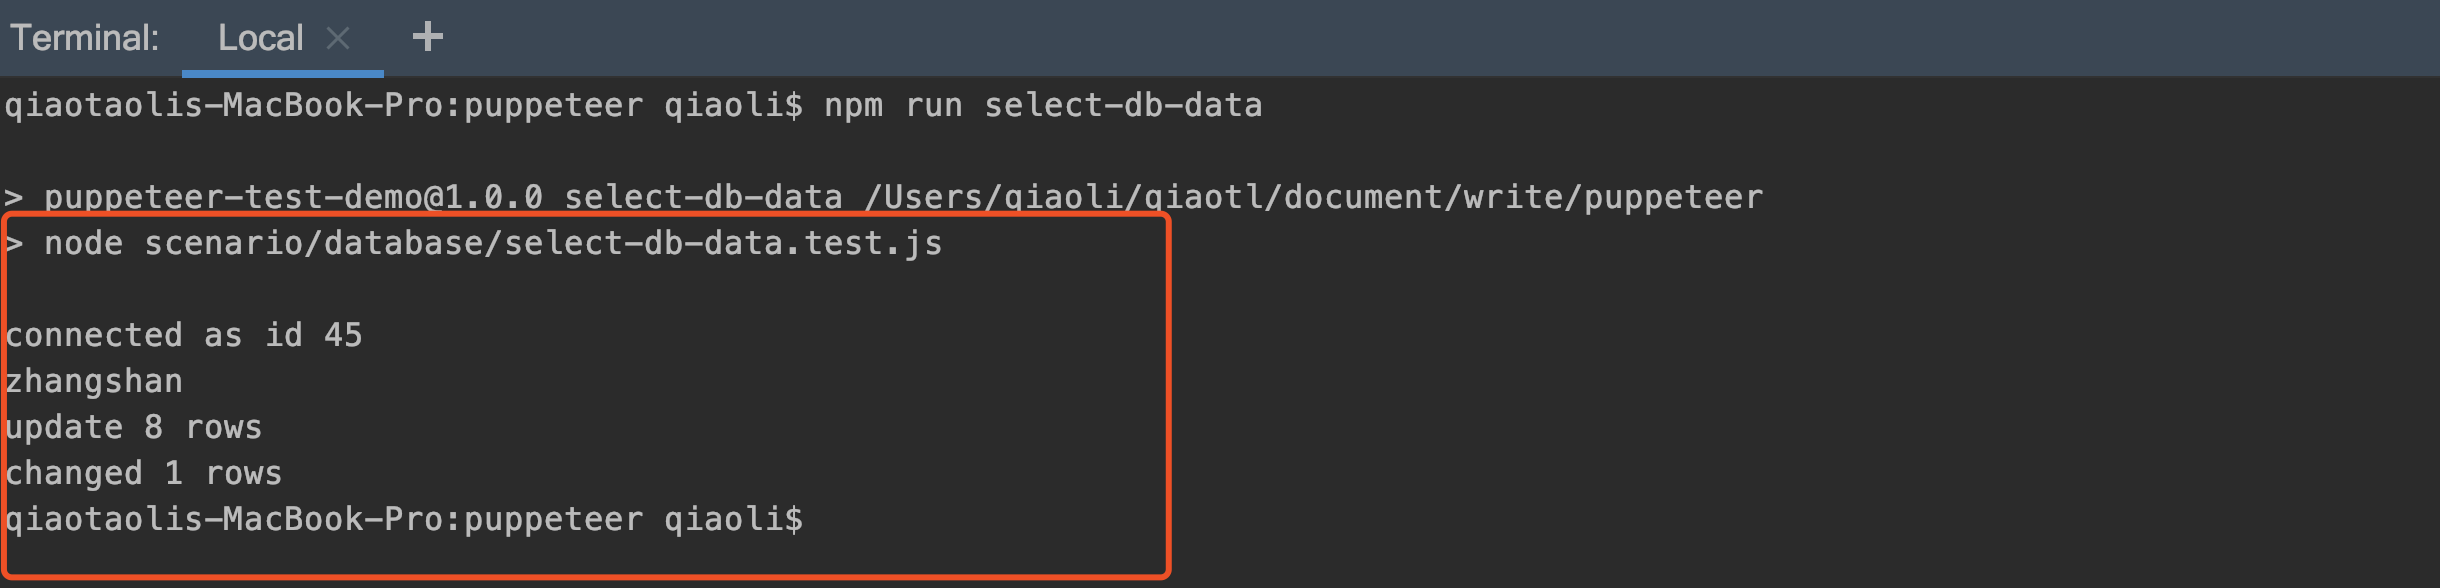 Terminal: Local × +
qiaotaolis-MacBook-Pro:puppeteer qiaoli$ npm run select-db-data
> puppeteer-test-demo@1.0.0 select-db-data /Users/qiaoli/qiaotl/document/write/puppeteer
> node scenario/database/select-db-data.test.js
connected as id 45
zhangshan
update 8 rows
changed 1 rows
qiaotaolis-MacBook-Pro:puppeteer qiaoli$